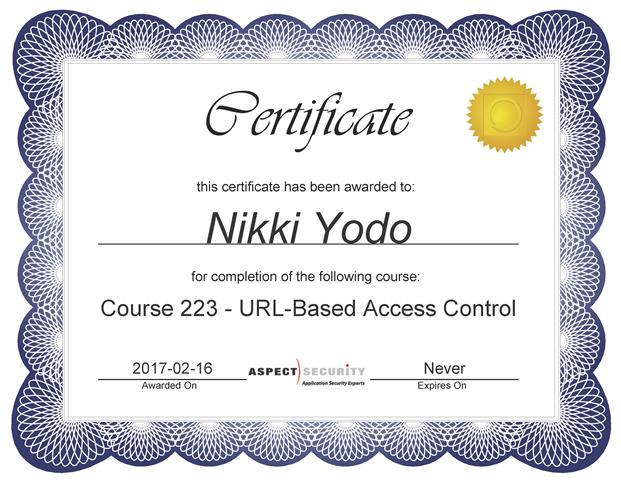 Certificate
this certificate has been awarded to:
Nikki Yodo
for completion of the following course:
Course 223 - URL-Based Access Control
2017-02-16
Awarded On
ASPECT SECURITY
Application Security Experts
Never
Expires On